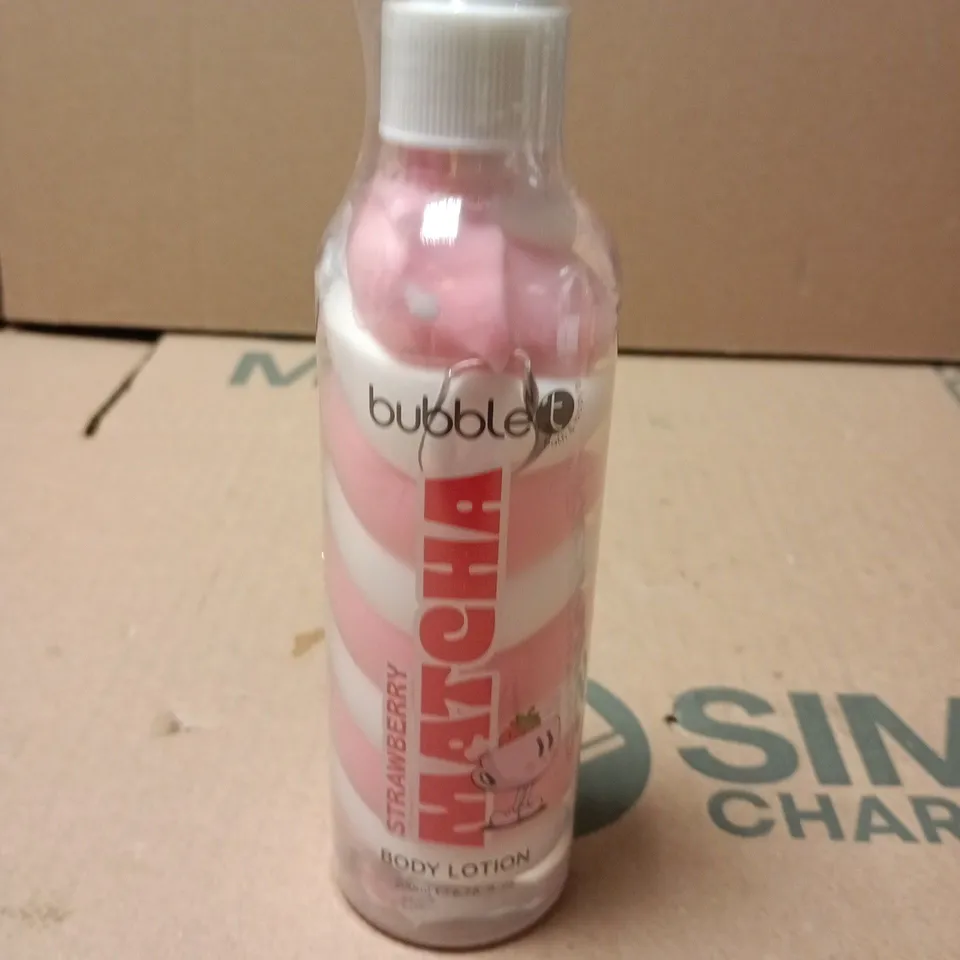 bubble t
STRAWBERRY
MATCHA
BODY LOTION
M
SIM
CHAR